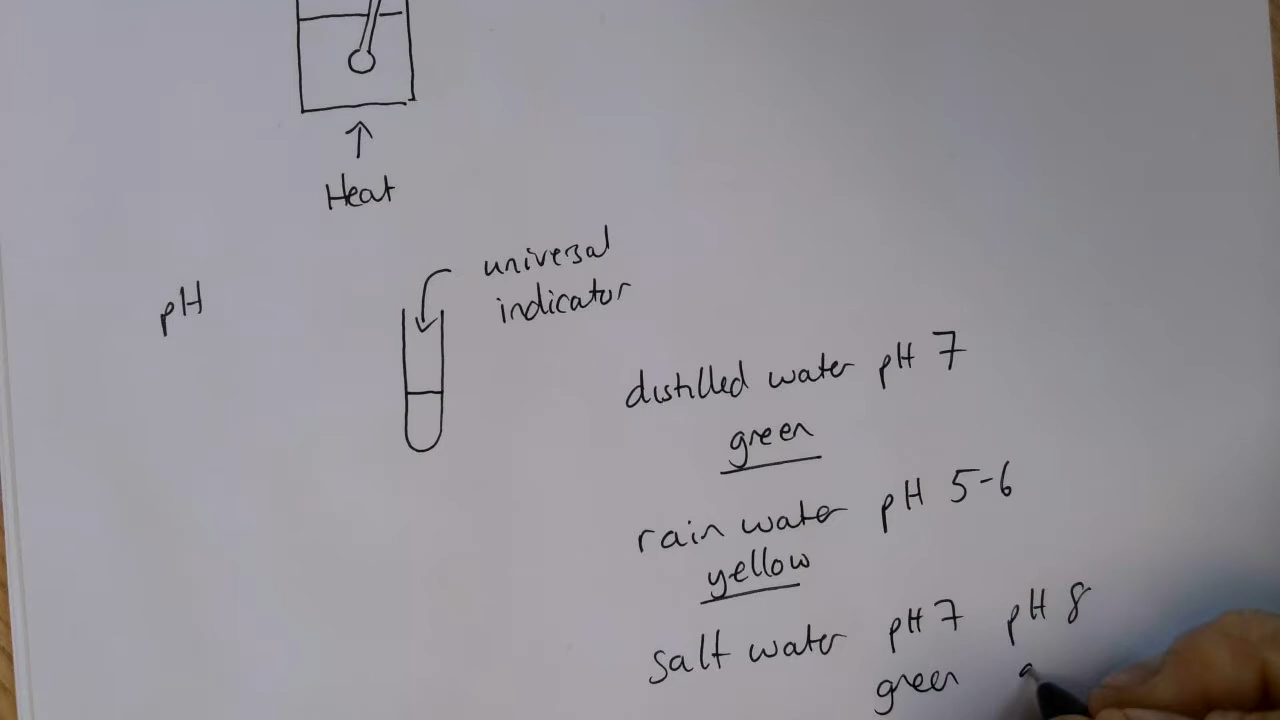 Heat
universal
indicator
pH
distilled water pH 7
green
rain water pH 5-6
yellow
salt water pH 7 pH 8
green